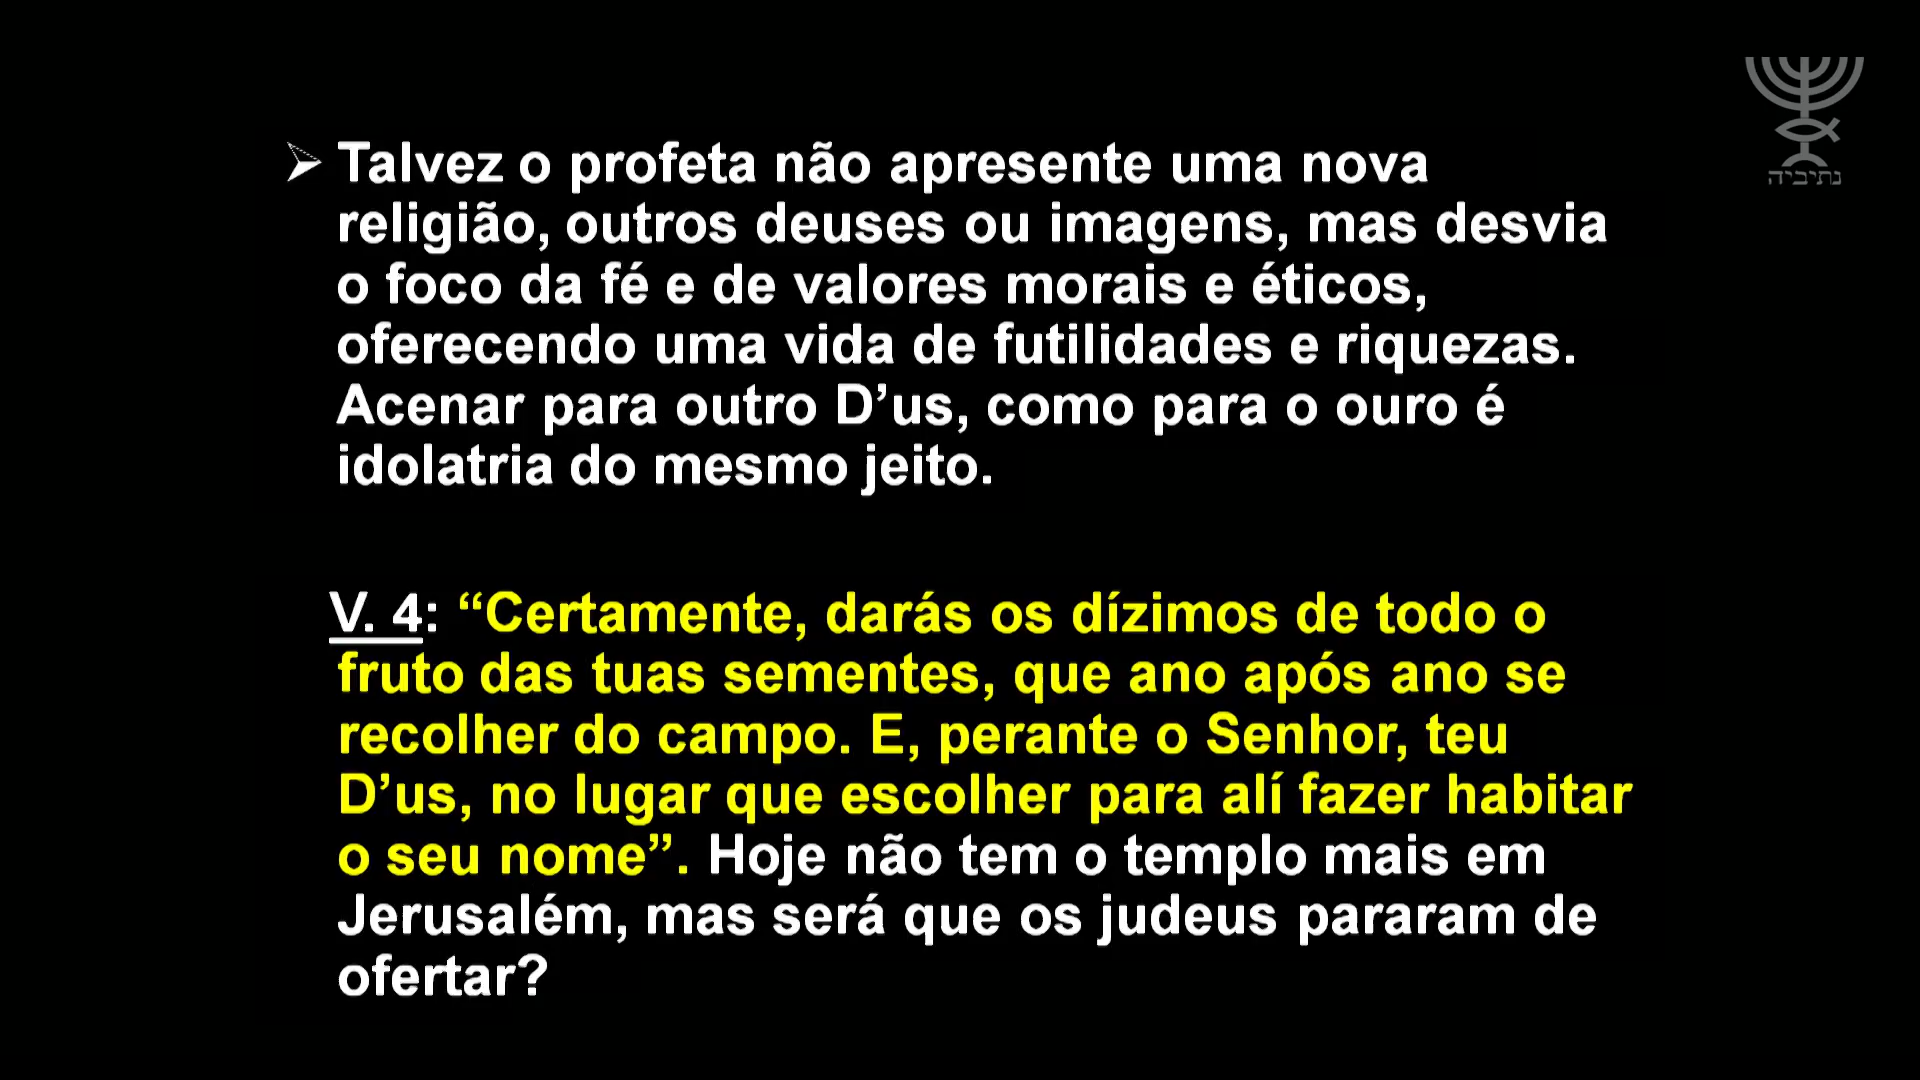 נתיביה
➢ Talvez o profeta não apresente uma nova
religião, outros deuses ou imagens, mas desvia
o foco da fé e de valores morais e éticos,
oferecendo uma vida de futilidades e riquezas.
Acenar para outro D’us, como para o ouro é
idolatria do mesmo jeito.
V. 4: “Certamente, darás os dízimos de todo o
fruto das tuas sementes, que ano após ano se
recolher do campo. E, perante o Senhor, teu
D’us, no lugar que escolher para alí fazer habitar
o seu nome”. Hoje não tem o templo mais em
Jerusalém, mas será que os judeus pararam de
ofertar?